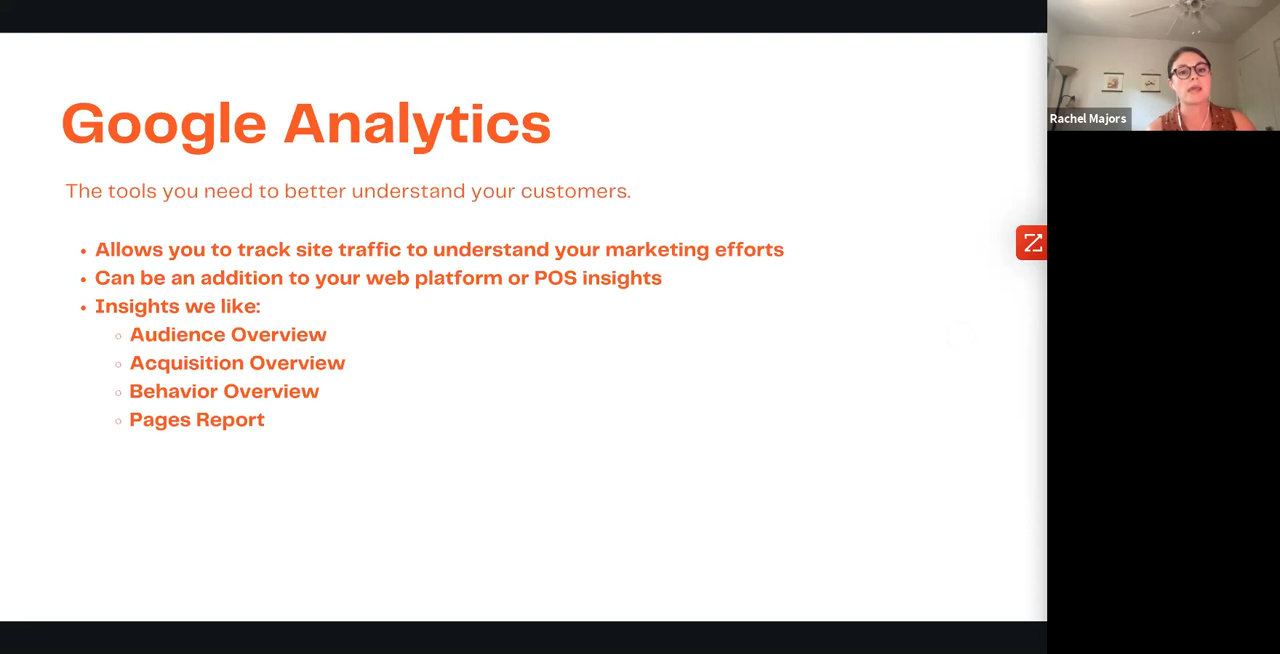 Google Analytics
The tools you need to better understand your customers.
• Allows you to track site traffic to understand your marketing efforts
• Can be an addition to your web platform or POS insights
• Insights we like:
○ Audience Overview
○ Acquisition Overview
○ Behavior Overview
○ Pages Report
Rachel Majors